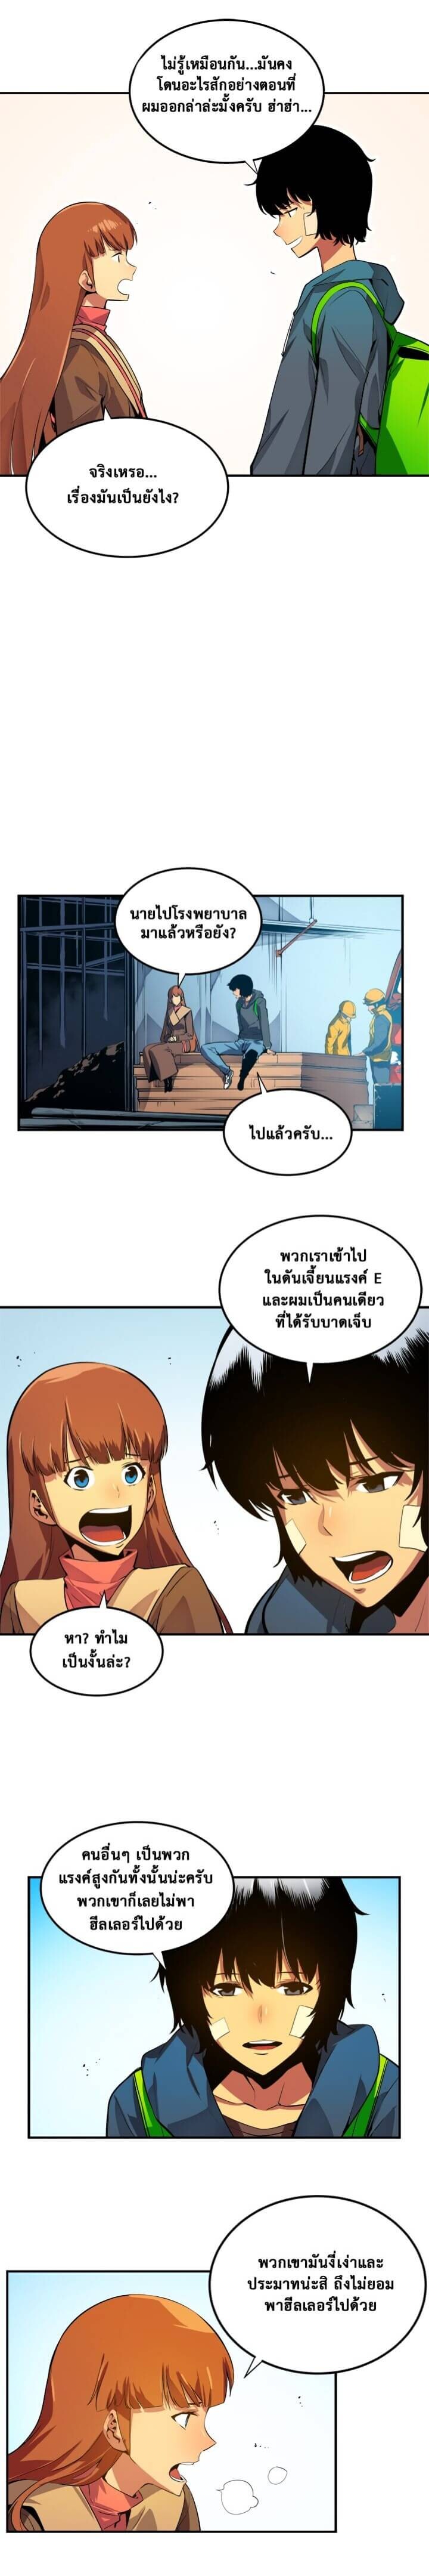 ไม่รู้เหมือนกัน...มันคง
โดนอะไรสักอย่างตอนที่
ผมออกล่าล่ะมั้งครับ ฮ่าฮ่า...
จริงเหรอ...
เรื่องมันเป็นยังไง?
นายไปโรงพยาบาล
มาแล้วหรือยัง?
ไปแล้วครับ...
พวกเราเข้าไป
ในดันเจี้ยนแรงค์ E
และผมเป็นคนเดียว
ที่ได้รับบาดเจ็บ
หา? ทำไม
เป็นงั้นล่ะ?
คนอื่นๆ เป็นพวก
แรงค์สูงกันทั้งนั้นน่ะครับ
พวกเขาก็เลยไม่พา
ฮีลเลอร์ไปด้วย
พวกเขามันงี่เง่าและ
ประมาทน่ะสิ ถึงไม่ยอม
พาฮีลเลอร์ไปด้วย